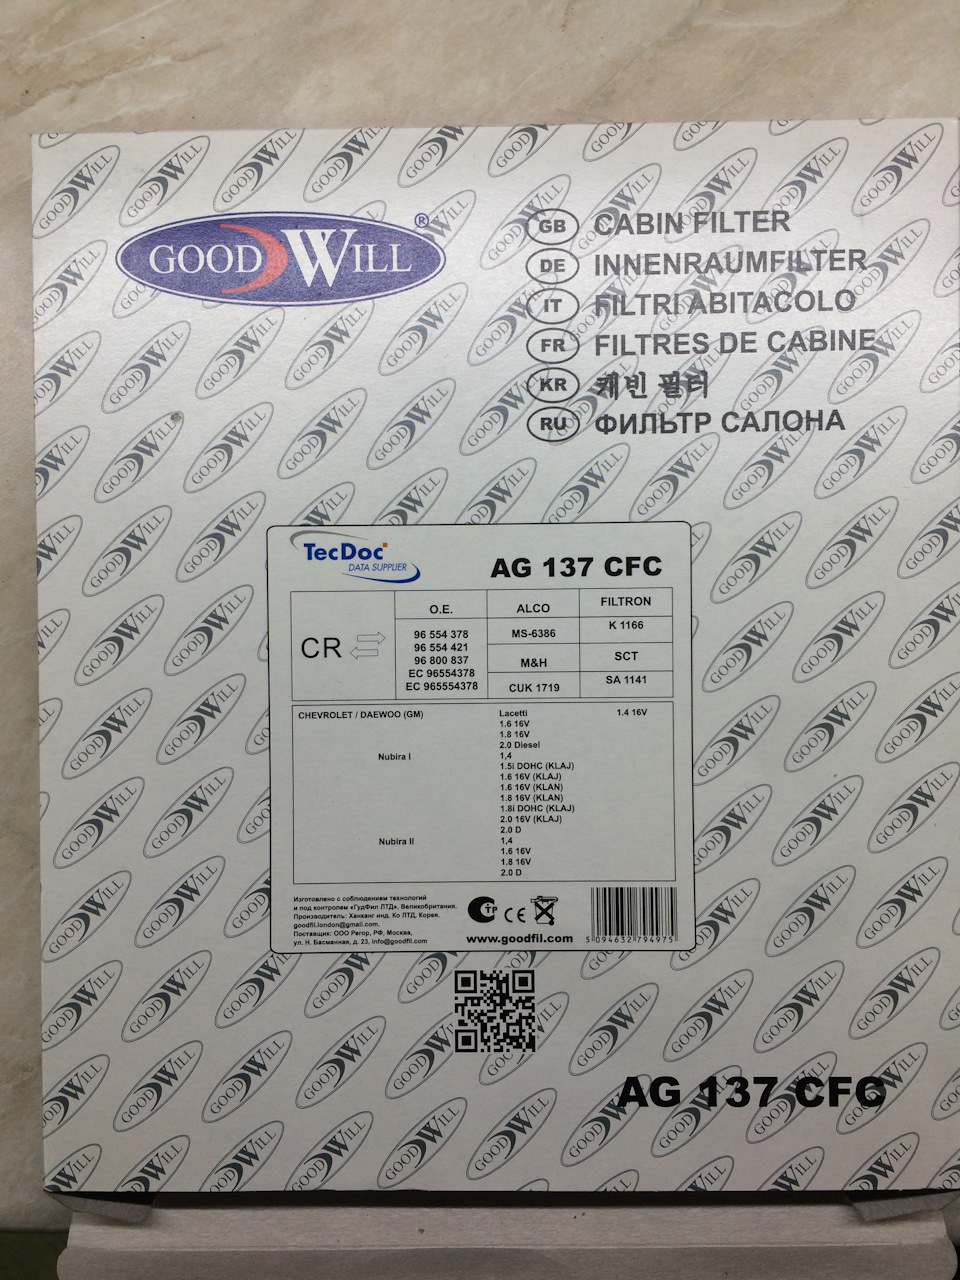 GOODWILL®
GB CABIN FILTER
DE INNENRAUMFILTER
IT FILTRI ABITACOLO
FR FILTRES DE CABINE
KR 캐빈 필터
RU ФИЛЬТР САЛОНА
TecDoc
DATA SUPPLIER
AG 137 CFC
CR
O.E.
96 554 378
96 554 421
96 800 837
EC 96554378
EC 965554378
ALCO
MS-6386
M&H
CUK 1719
FILTRON
K 1166
SCT
SA 1141
CHEVROLET / DAEWOO (GM) Lacetti 1.4 16V
1.6 16V
1.8 16V
2.0 Diesel
Nubira I 1,4
1.5i DOHC (KLAJ)
1.6 16V (KLAJ)
1.6 16V (KLAN)
1.8 16V (KLAN)
1.8i DOHC (KLAJ)
2.0 16V (KLAJ)
2.0 D
Nubira II 1,4
1.6 16V
1.8 16V
2.0 D
Изготовлено с соблюдением технологий
и под контролем «ГудФил ЛТД», Великобритания.
Производитель: Ханканг инд. Ко ЛТД, Корея.
goodfil.london@gmail.com.
Поставщик: ООО Регор, РФ, Москва,
ул. Н. Басманная, д. 23, info@goodfil.com
СТР CE
www.goodfil.com
5 094632 794975
AG 137 CFC